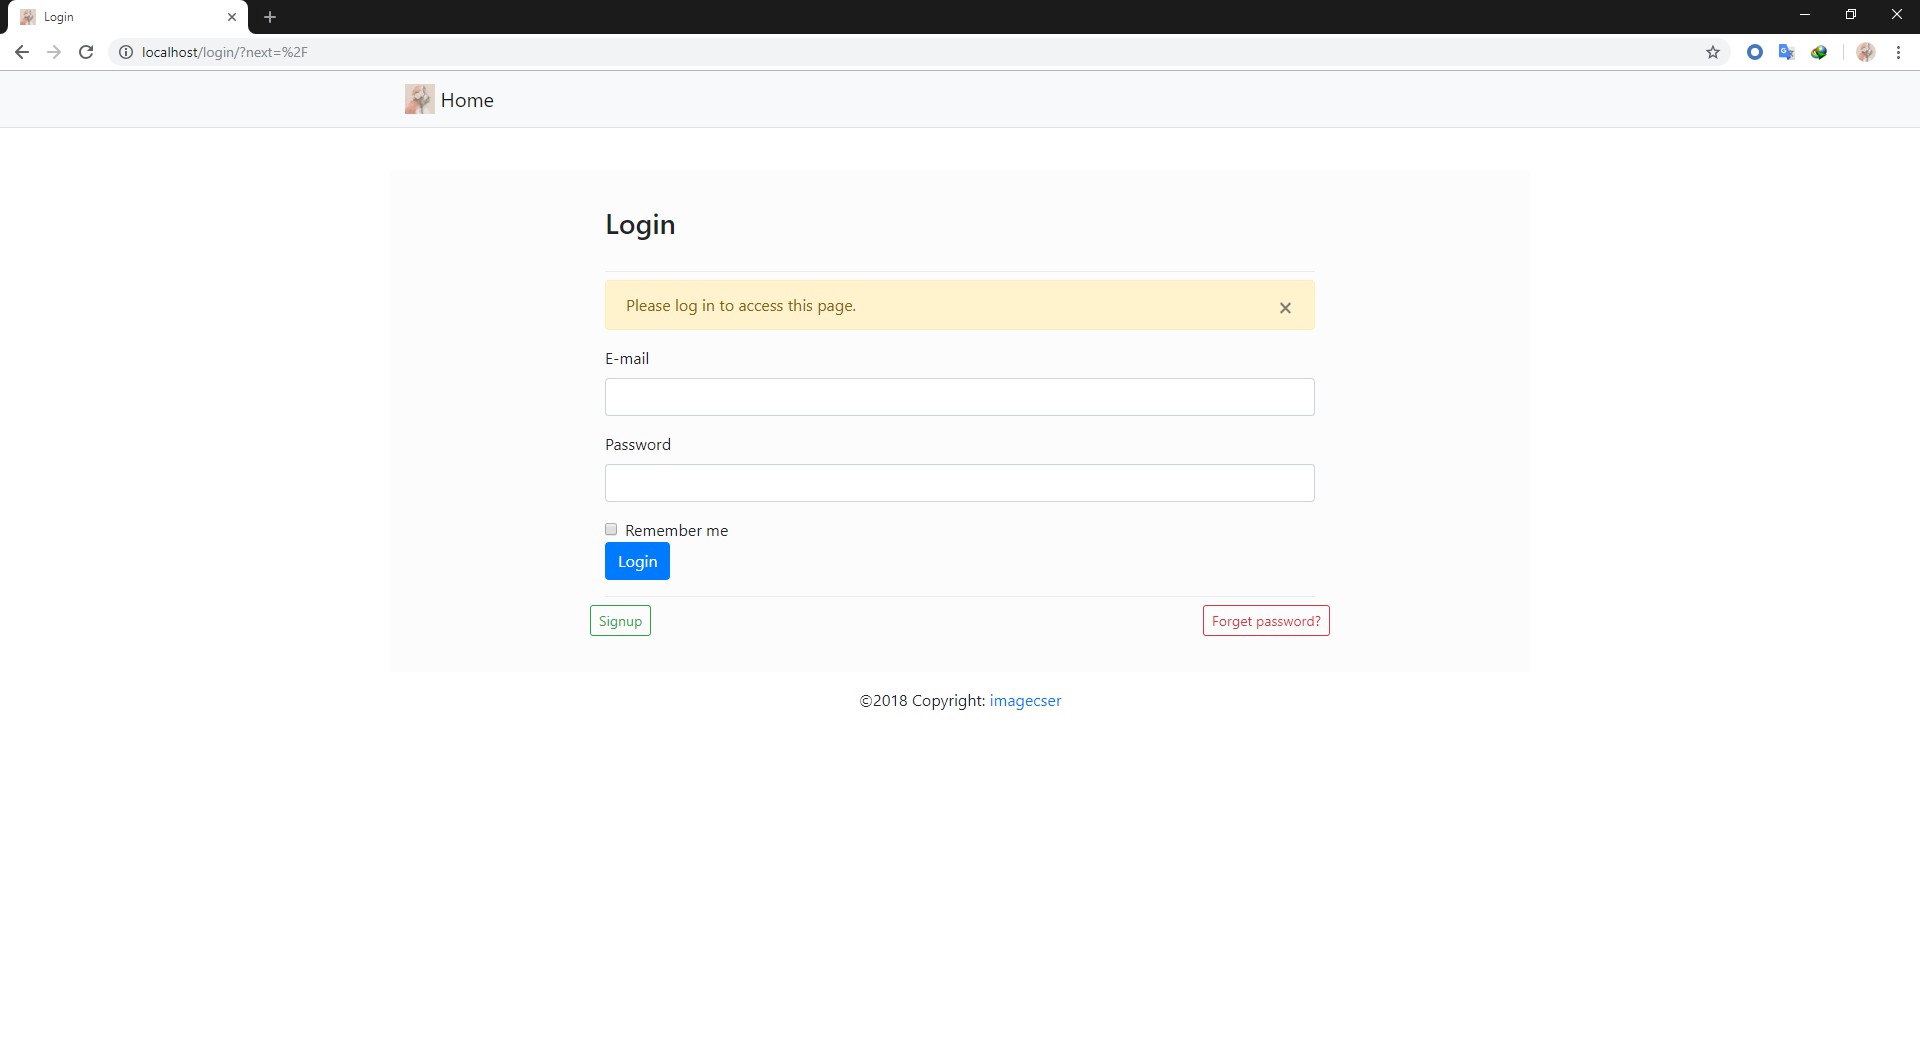 Login
localhost/login/?next=%2F
Home
Login
Please log in to access this page.
×
E-mail
Password
Remember me
Login
Signup
Forget password?
©2018 Copyright: imagecser